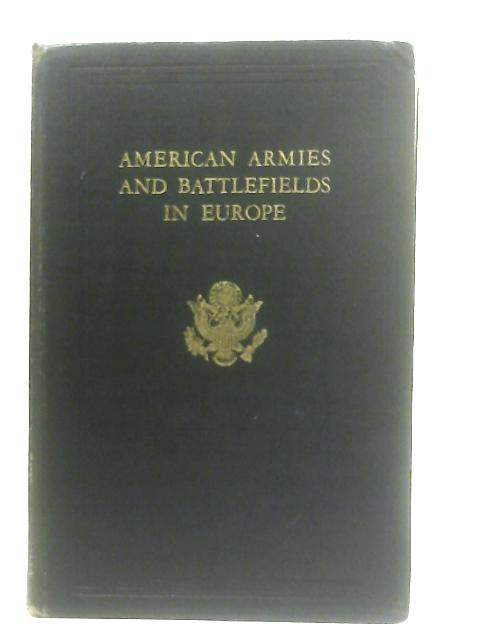 AMERICAN ARMIES
AND BATTLEFIELDS
IN EUROPE